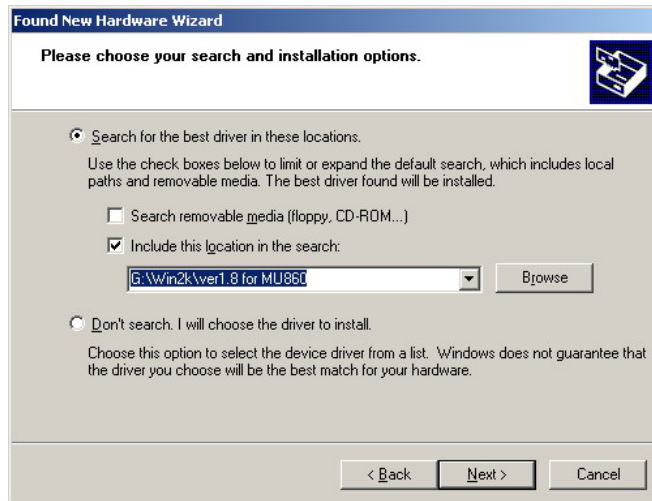 Found New Hardware Wizard
Please choose your search and installation options.
Search for the best driver in these locations.
Use the check boxes below to limit or expand the default search, which includes local
paths and removable media. The best driver found will be installed.
Search removable media (floppy, CD-ROM...)
Include this location in the search:
G:\Win2k\ver1.8 for MU860
Browse
Don't search. I will choose the driver to install.
Choose this option to select the device driver from a list. Windows does not guarantee that
the driver you choose will be the best match for your hardware.
< Back
Next >
Cancel